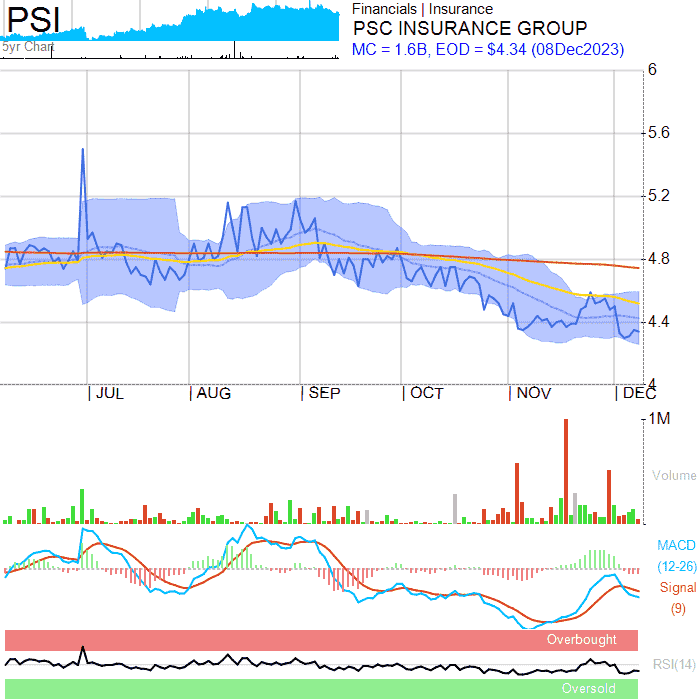 PSI
5yr Chart
Financials | Insurance
PSC INSURANCE GROUP
MC = 1.6B, EOD = $4.34 (08Dec2023)
6
5.6
5.2
4.8
4.4
4
JUL AUG SEP OCT NOV DEC
1M
Volume
MACD
(12-26)
Signal
(9)
Overbought
RSI(14)
Oversold